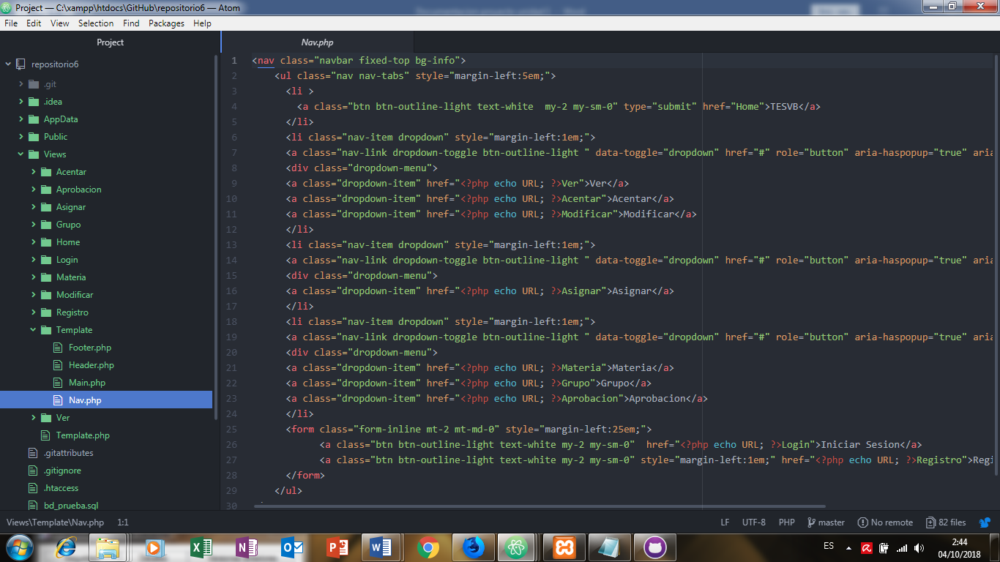 Project — C:\xampp\htdocs\GitHub\repositorio6 — Atom
File Edit View Selection Find Packages Help
Project
repositorio6
.git
.idea
AppData
Public
Views
Acentar
Aprobacion
Asignar
Grupo
Home
Login
Materia
Modificar
Registro
Template
Footer.php
Header.php
Main.php
Nav.php
Ver
Template.php
.gitattributes
.gitignore
.htaccess
bd_prueba.sql
Nav.php
1 <nav class="navbar fixed-top bg-info">
2 <ul class="nav nav-tabs" style="margin-left:5em;">
3 <li >
4 <a class="btn btn-outline-light text-white  my-2 my-sm-0" type="submit" href="Home">TESVB</a>
5 </li>
6 <li class="nav-item dropdown" style="margin-left:1em;">
7 <a class="nav-link dropdown-toggle btn-outline-light " data-toggle="dropdown" href="#" role="button" aria-haspopup="true" aria
8 <div class="dropdown-menu">
9 <a class="dropdown-item" href="<?php echo URL; ?>Ver">Ver</a>
10 <a class="dropdown-item" href="<?php echo URL; ?>Acentar">Acentar</a>
11 <a class="dropdown-item" href="<?php echo URL; ?>Modificar">Modificar</a>
12 </li>
13 <li class="nav-item dropdown" style="margin-left:1em;">
14 <a class="nav-link dropdown-toggle btn-outline-light " data-toggle="dropdown" href="#" role="button" aria-haspopup="true" aria
15 <div class="dropdown-menu">
16 <a class="dropdown-item" href="<?php echo URL; ?>Asignar">Asignar</a>
17 </li>
18 <li class="nav-item dropdown" style="margin-left:1em;">
19 <a class="nav-link dropdown-toggle btn-outline-light " data-toggle="dropdown" href="#" role="button" aria-haspopup="true" aria
20 <div class="dropdown-menu">
21 <a class="dropdown-item" href="<?php echo URL; ?>Materia">Materia</a>
22 <a class="dropdown-item" href="<?php echo URL; ?>Grupo">Grupo</a>
23 <a class="dropdown-item" href="<?php echo URL; ?>Aprobacion">Aprobacion</a>
24 </li>
25 <form class="form-inline mt-2 mt-md-0" style="margin-left:25em;">
26 <a class="btn btn-outline-light text-white my-2 my-sm-0"  href="<?php echo URL; ?>Login">Iniciar Sesion</a>
27 <a class="btn btn-outline-light text-white my-2 my-sm-0" style="margin-left:1em;" href="<?php echo URL; ?>Registro">Regi
28 </form>
29 </ul>
30
Views\Template\Nav.php 1:1 LF UTF-8 PHP master No remote 82 files
ES
2:44
04/10/2018